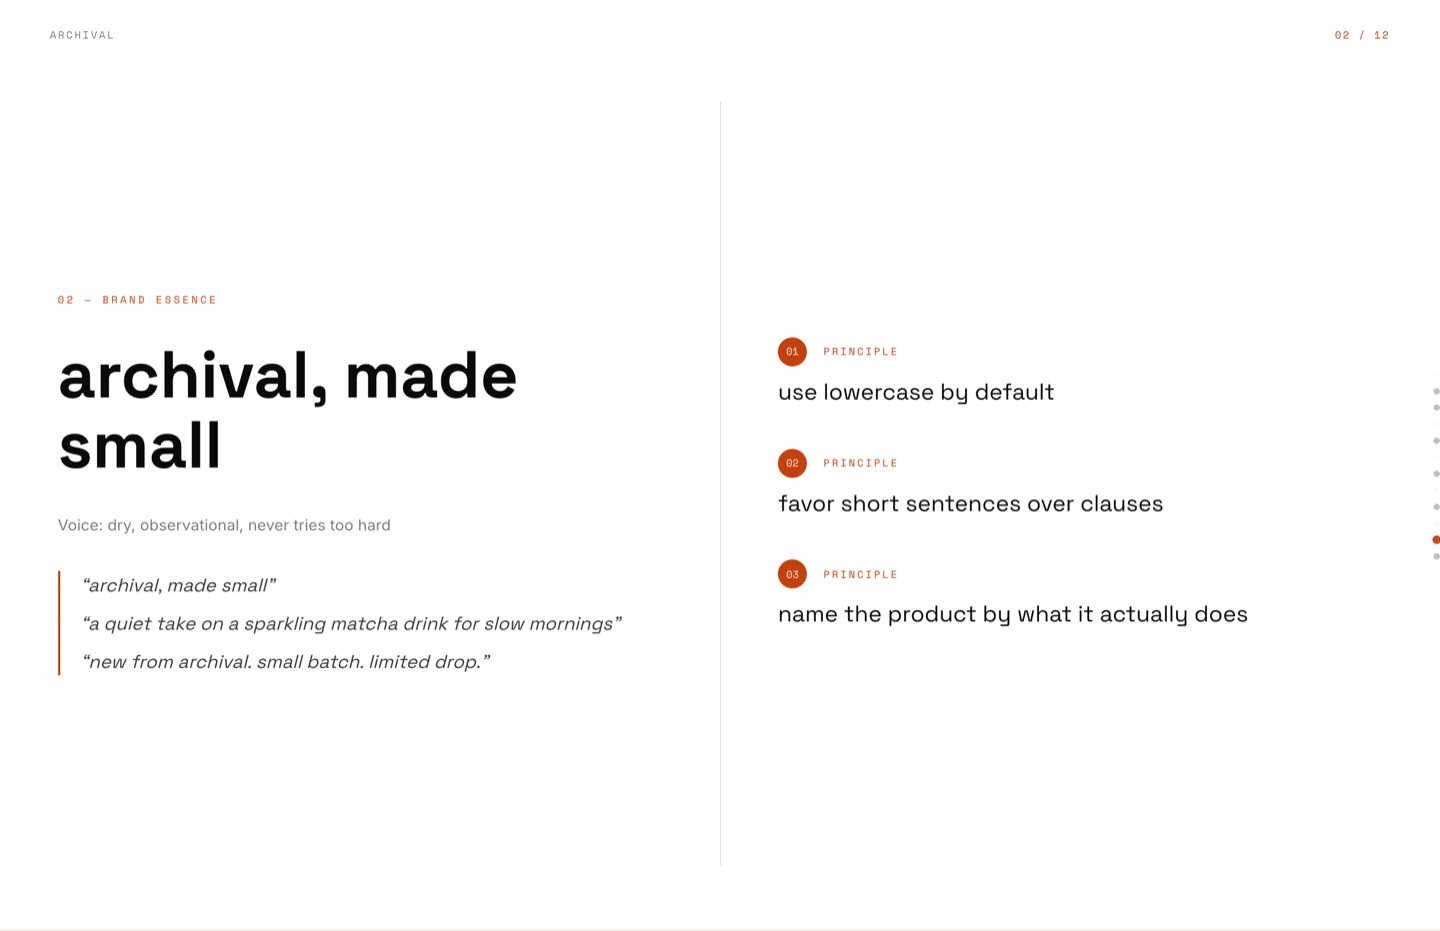 ARCHIVAL
02 / 12
02 — BRAND ESSENCE
archival, made
small
Voice: dry, observational, never tries too hard
“archival, made small”
“a quiet take on a sparkling matcha drink for slow mornings”
“new from archival. small batch. limited drop.”
01 PRINCIPLE
use lowercase by default
02 PRINCIPLE
favor short sentences over clauses
03 PRINCIPLE
name the product by what it actually does